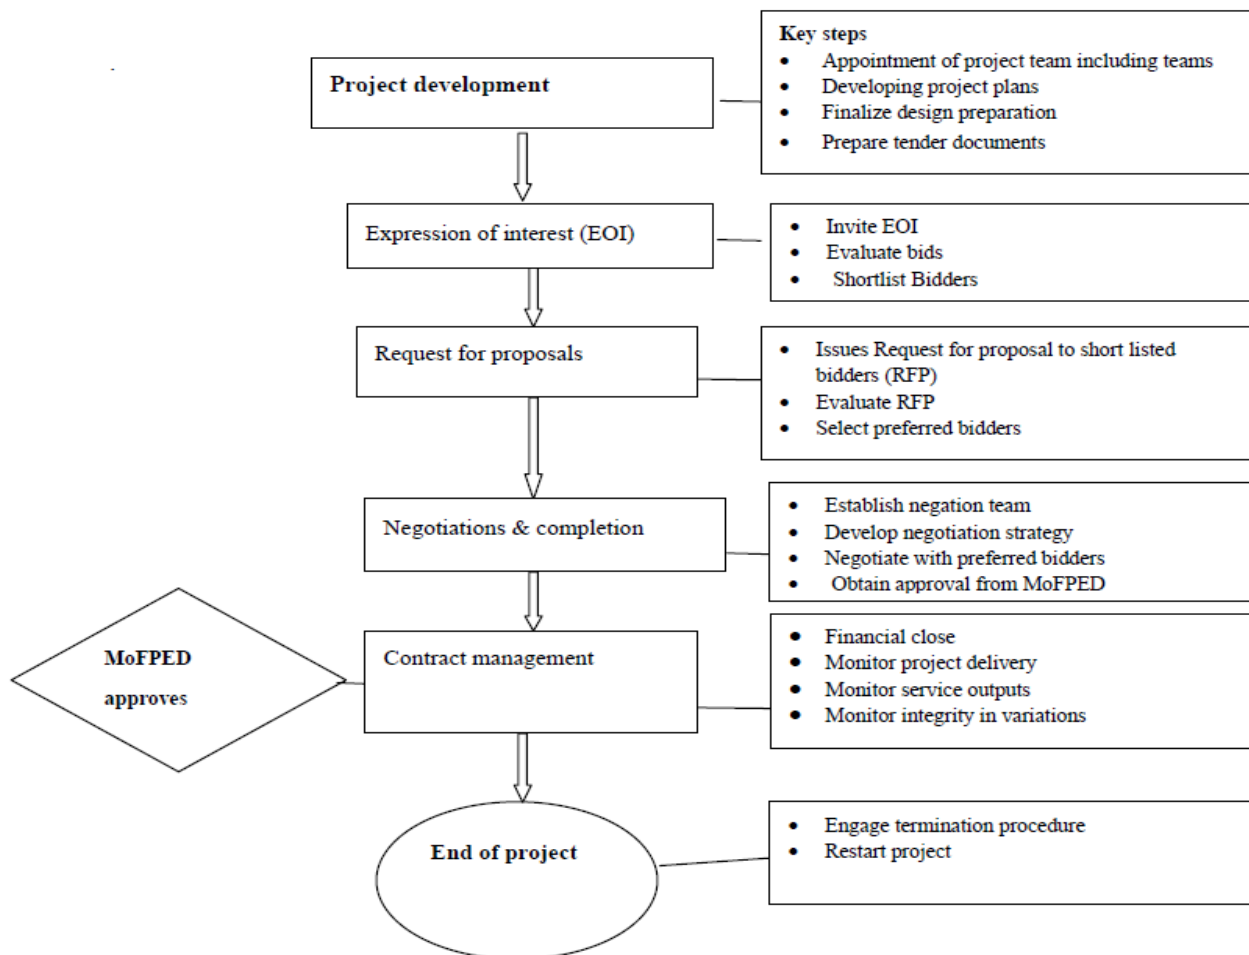 Project development
Key steps
• Appointment of project team including teams
• Developing project plans
• Finalize design preparation
• Prepare tender documents
Expression of interest (EOI)
• Invite EOI
• Evaluate bids
• Shortlist Bidders
Request for proposals
• Issues Request for proposal to short listed
bidders (RFP)
• Evaluate RFP
• Select preferred bidders
Negotiations & completion
• Establish negation team
• Develop negotiation strategy
• Negotiate with preferred bidders
• Obtain approval from MoFPED
MoFPED
approves
Contract management
• Financial close
• Monitor project delivery
• Monitor service outputs
• Monitor integrity in variations
End of project
• Engage termination procedure
• Restart project